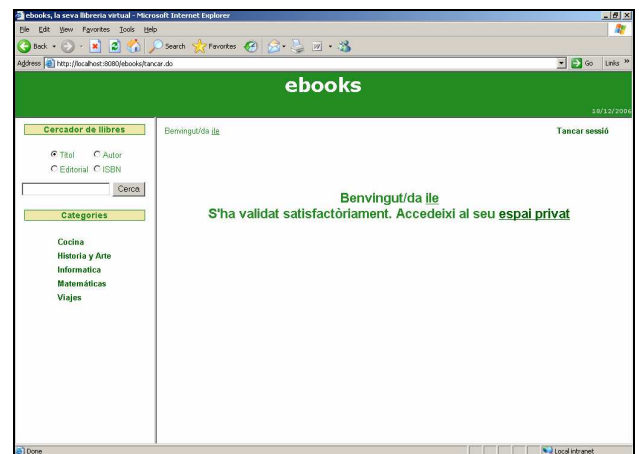 ebooks, la seva llibreria virtual - Microsoft Internet Explorer
File Edit View Favorites Tools Help
Back Search Favorites
Address http://localhost:8080/ebooks/tancar.do Go Links »
ebooks
18/12/2006
Cercador de llibres
Benvingut/da ile Tancar sessió
Títol Autor
Editorial ISBN
Cerca
Benvingut/da ile
S'ha validat satisfactòriament. Accedeixi al seu espai privat
Categories
Cocina
Historia y Arte
Informatica
Matemáticas
Viajes
Done Local intranet